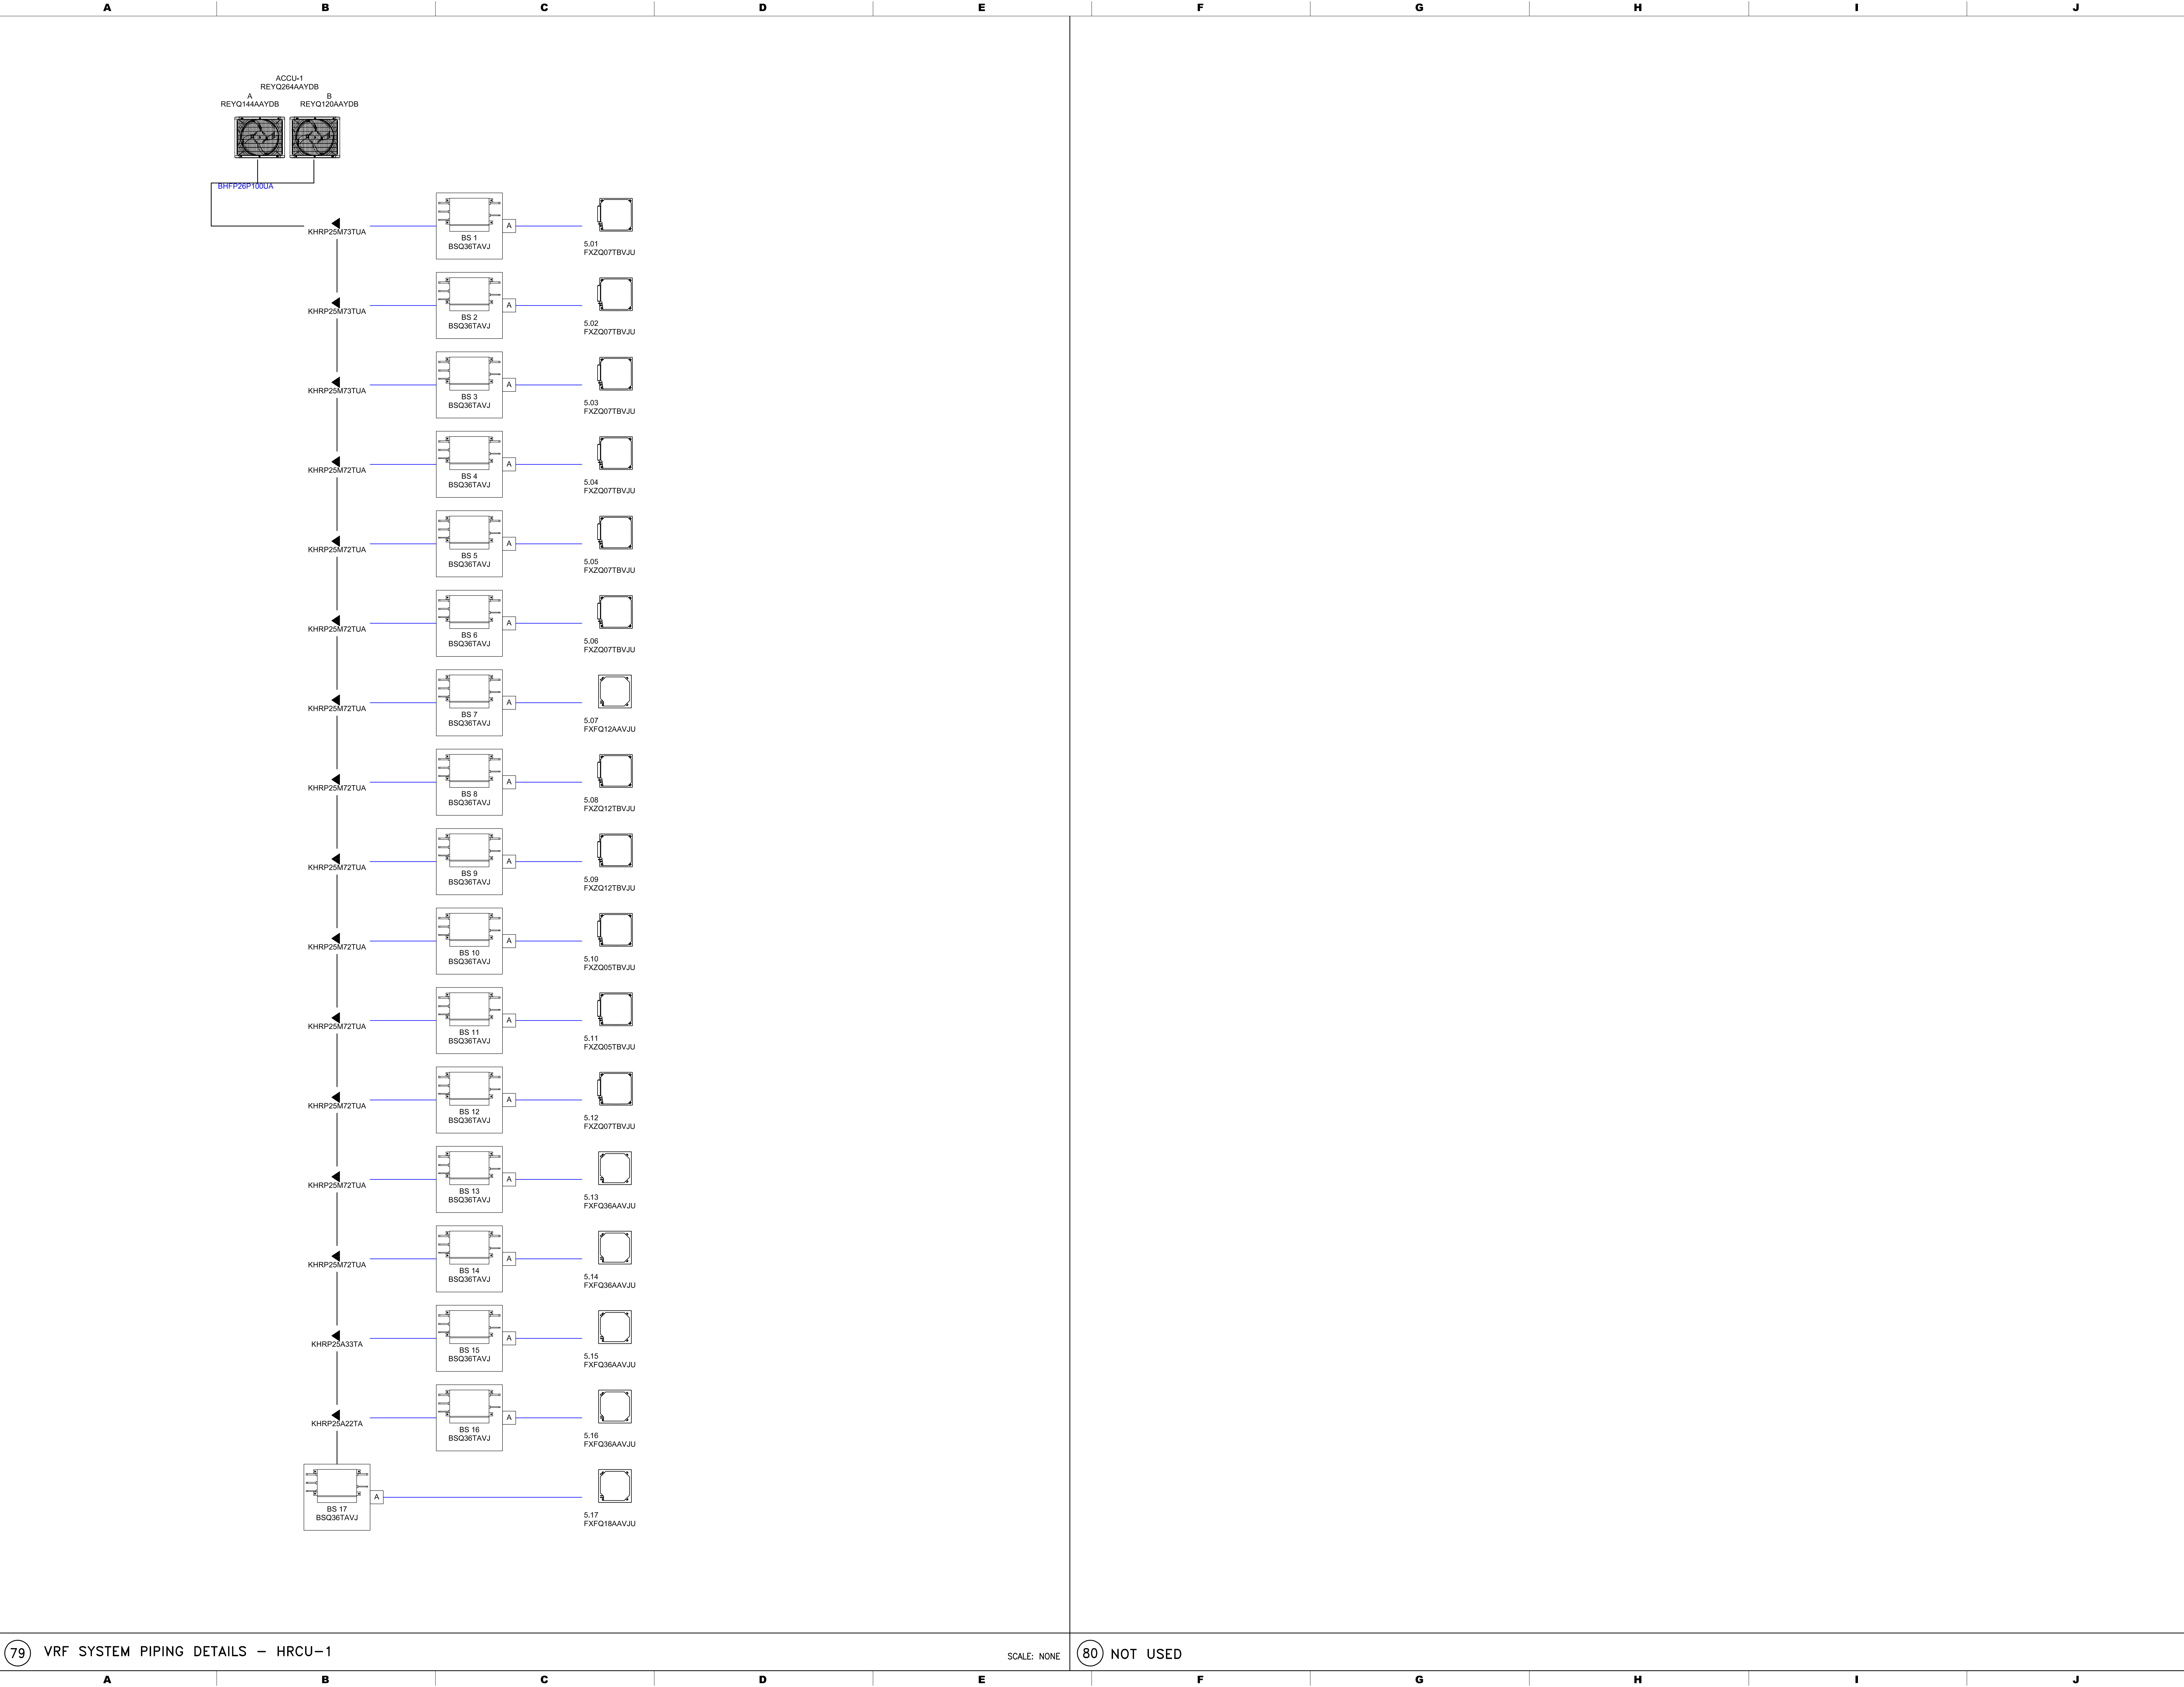 A B C D E F G H I J
ACCU-1
REYQ264AAYDB
A B
REYQ144AAYDB REYQ120AAYDB
BHFP26P100UA
KHRP25M73TUA
A
BS 1
BSQ36TAVJ
5.01
FXZQ07TBVJU
KHRP25M73TUA
A
BS 2
BSQ36TAVJ
5.02
FXZQ07TBVJU
KHRP25M73TUA
A
BS 3
BSQ36TAVJ
5.03
FXZQ07TBVJU
KHRP25M72TUA
A
BS 4
BSQ36TAVJ
5.04
FXZQ07TBVJU
KHRP25M72TUA
A
BS 5
BSQ36TAVJ
5.05
FXZQ07TBVJU
KHRP25M72TUA
A
BS 6
BSQ36TAVJ
5.06
FXZQ07TBVJU
KHRP25M72TUA
A
BS 7
BSQ36TAVJ
5.07
FXFQ12AAVJU
KHRP25M72TUA
A
BS 8
BSQ36TAVJ
5.08
FXZQ12TBVJU
KHRP25M72TUA
A
BS 9
BSQ36TAVJ
5.09
FXZQ12TBVJU
KHRP25M72TUA
A
BS 10
BSQ36TAVJ
5.10
FXZQ05TBVJU
KHRP25M72TUA
A
BS 11
BSQ36TAVJ
5.11
FXZQ05TBVJU
KHRP25M72TUA
A
BS 12
BSQ36TAVJ
5.12
FXZQ07TBVJU
KHRP25M72TUA
A
BS 13
BSQ36TAVJ
5.13
FXFQ36AAVJU
KHRP25M72TUA
A
BS 14
BSQ36TAVJ
5.14
FXFQ36AAVJU
KHRP25A33TA
A
BS 15
BSQ36TAVJ
5.15
FXFQ36AAVJU
KHRP25A22TA
A
BS 16
BSQ36TAVJ
5.16
FXFQ36AAVJU
A
BS 17
BSQ36TAVJ
5.17
FXFQ18AAVJU
79 VRF SYSTEM PIPING DETAILS - HRCU-1
SCALE: NONE
80 NOT USED
A B C D E F G H I J